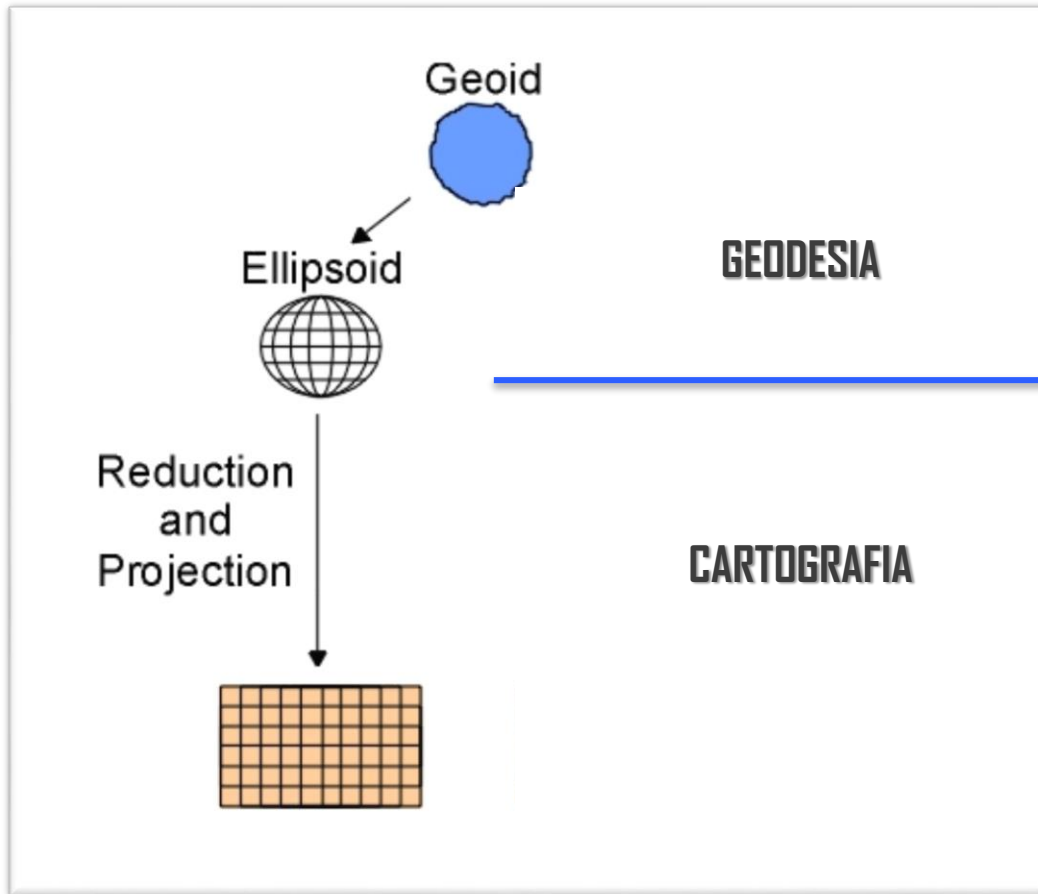 Geoid
Ellipsoid
GEODESIA
Reduction
and
Projection
CARTOGRAFIA